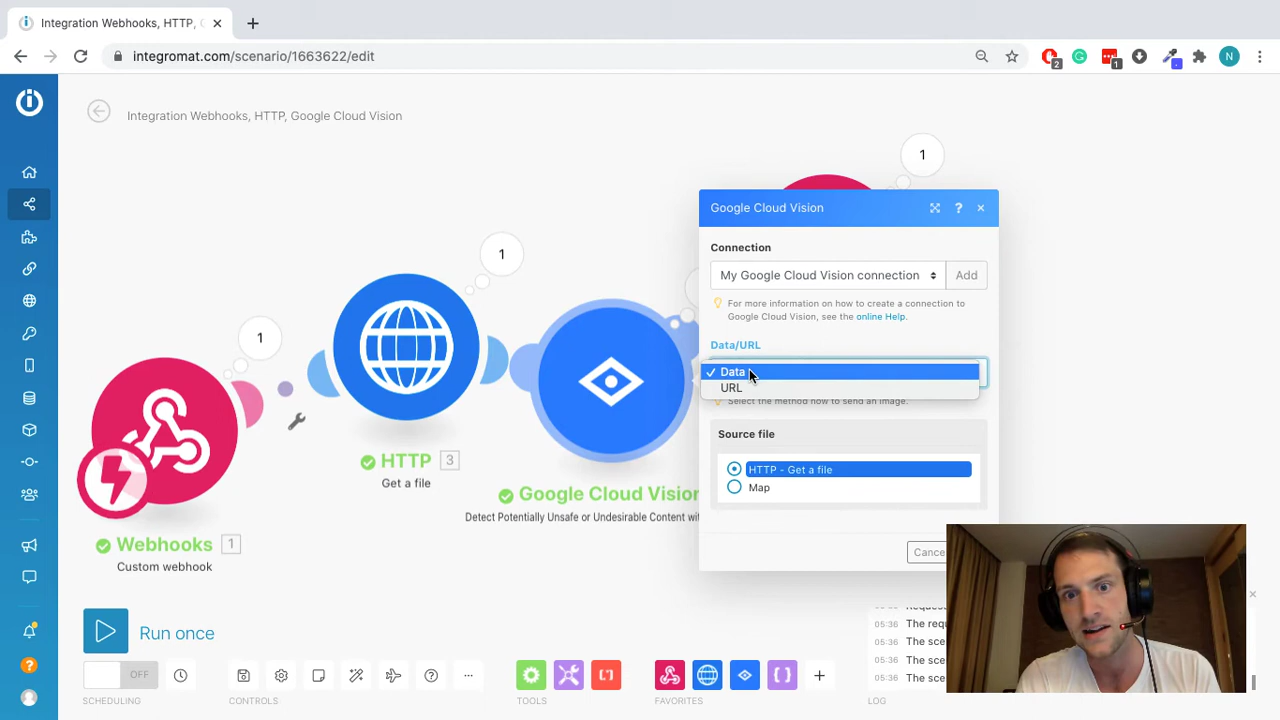 Integration Webhooks, HTTP,
integromat.com/scenario/1663622/edit
2
1
N
Integration Webhooks, HTTP, Google Cloud Vision
1
Google Cloud Vision
Connection
My Google Cloud Vision connection
Add
For more information on how to create a connection to
Google Cloud Vision, see the online Help.
Data/URL
Data
URL
Select the method how to send an image.
Source file
HTTP - Get a file
Map
1
HTTP 3
Get a file
Google Cloud Vision
Detect Potentially Unsafe or Undesirable Content wit
1
Webhooks 1
Custom webhook
Run once
OFF
SCHEDULING
CONTROLS
TOOLS
FAVORITES
LOG
05:36 The requ
05:36 The sce
05:36 The sce
05:36 The sce